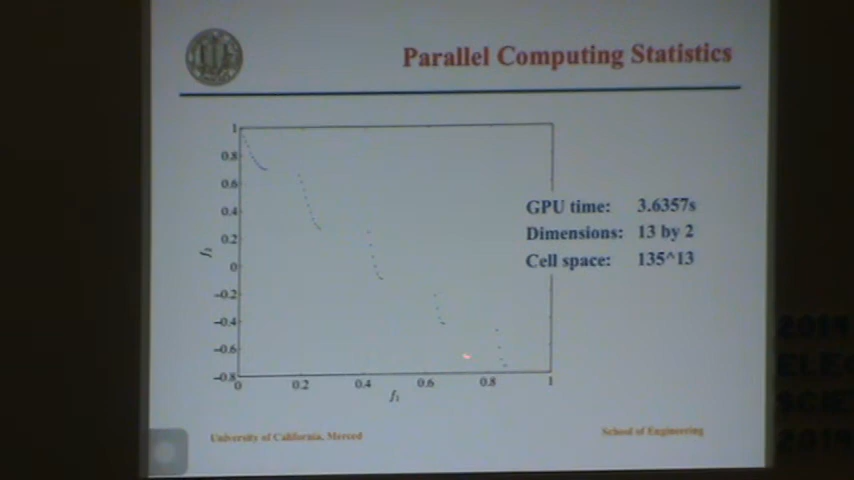 Parallel Computing Statistics
1
0.8
0.6
0.4
0.2
0
−0.2
−0.4
−0.6
−0.8
f₂
0 0.2 0.4 0.6 0.8 1
f₁
GPU time: 3.6357s
Dimensions: 13 by 2
Cell space: 135^13
University of California, Merced
School of Engineering
2014